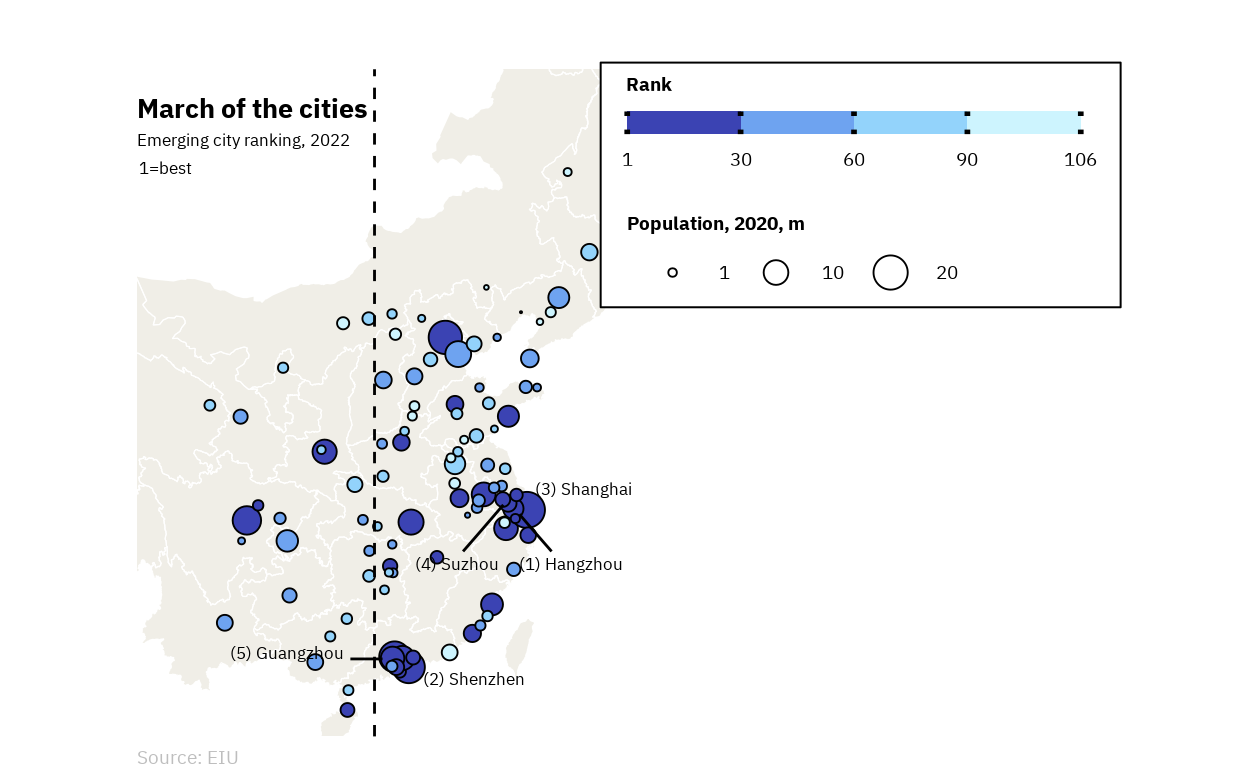 March of the cities
Emerging city ranking, 2022
1=best
Rank
1 30 60 90 106
Population, 2020, m
1 10 20
(3) Shanghai
(4) Suzhou
(1) Hangzhou
(5) Guangzhou
(2) Shenzhen
Source: EIU